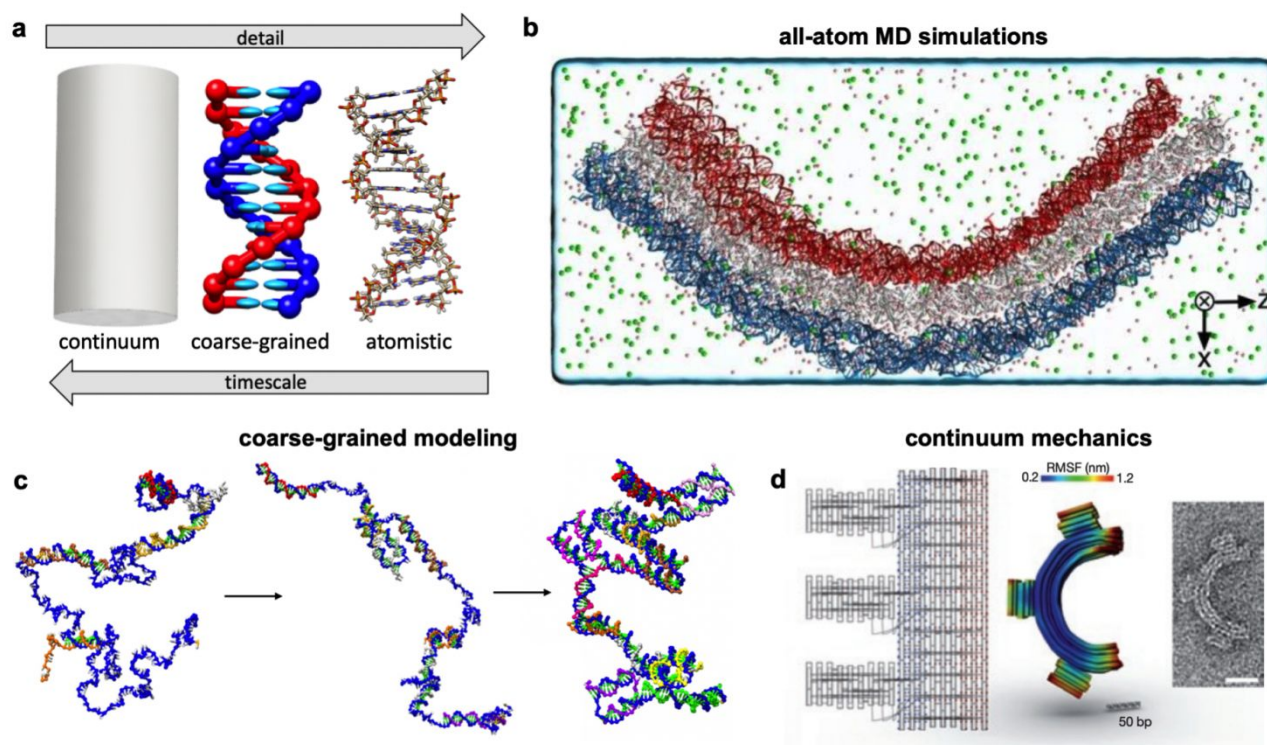 a
detail
continuum
coarse-grained
atomistic
timescale
b
all-atom MD simulations
Z
X
coarse-grained modeling
c
continuum mechanics
d
RMSF (nm)
0.2
1.2
50 bp